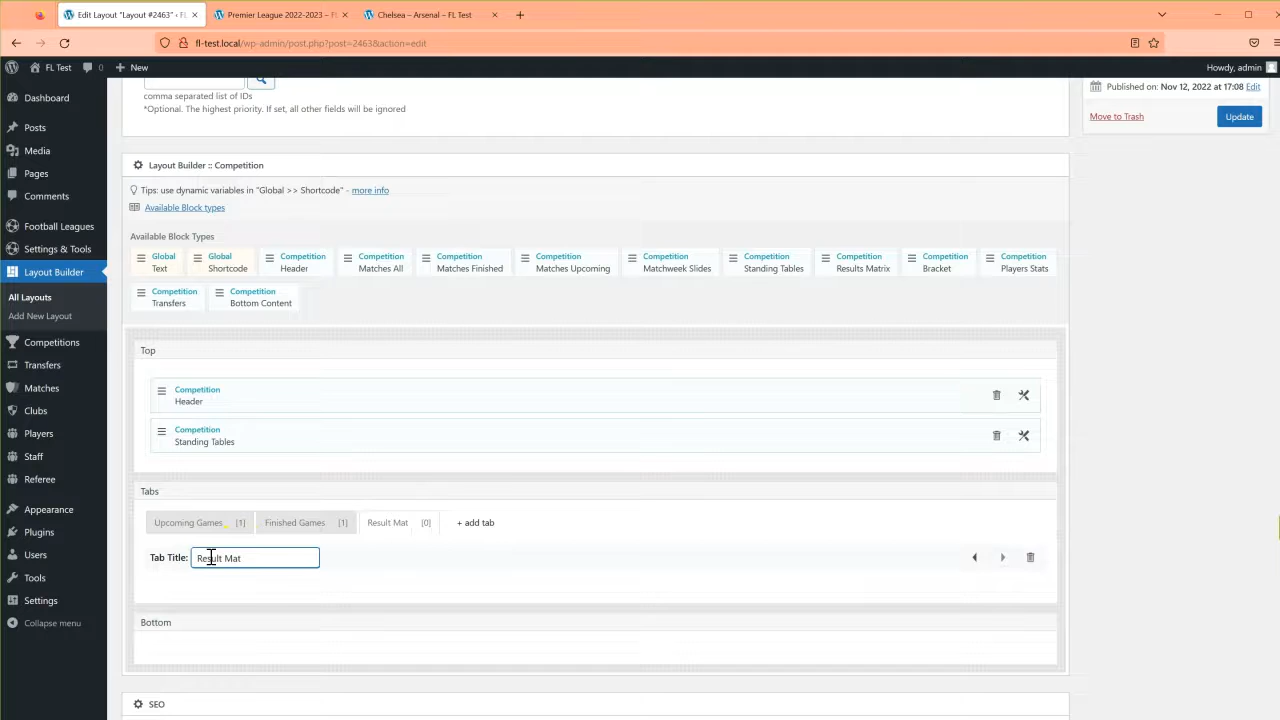 Edit Layout "Layout #2463" ‹ FL
Premier League 2022-2023 – FL
Chelsea – Arsenal – FL Test
fl-test.local/wp-admin/post.php?post=2463&action=edit
FL Test
0
New
Howdy, admin
Dashboard
Posts
Media
Pages
Comments
Football Leagues
Settings & Tools
Layout Builder
All Layouts
Add New Layout
Competitions
Transfers
Matches
Clubs
Players
Staff
Referee
Appearance
Plugins
Users
Tools
Settings
Collapse menu
comma separated list of IDs
*Optional. The highest priority. If set, all other fields will be ignored
Published on: Nov 12, 2022 at 17:08 Edit
Move to Trash
Update
Layout Builder :: Competition
Tips: use dynamic variables in "Global >> Shortcode" - more info
Available Block types
Available Block Types
Global
Text
Global
Shortcode
Competition
Header
Competition
Matches All
Competition
Matches Finished
Competition
Matches Upcoming
Competition
Matchweek Slides
Competition
Standing Tables
Competition
Results Matrix
Competition
Bracket
Competition
Players Stats
Competition
Transfers
Competition
Bottom Content
Top
Competition
Header
Competition
Standing Tables
Tabs
Upcoming Games [1]
Finished Games [1]
Result Mat [0]
+ add tab
Tab Title: Result Mat
Bottom
SEO